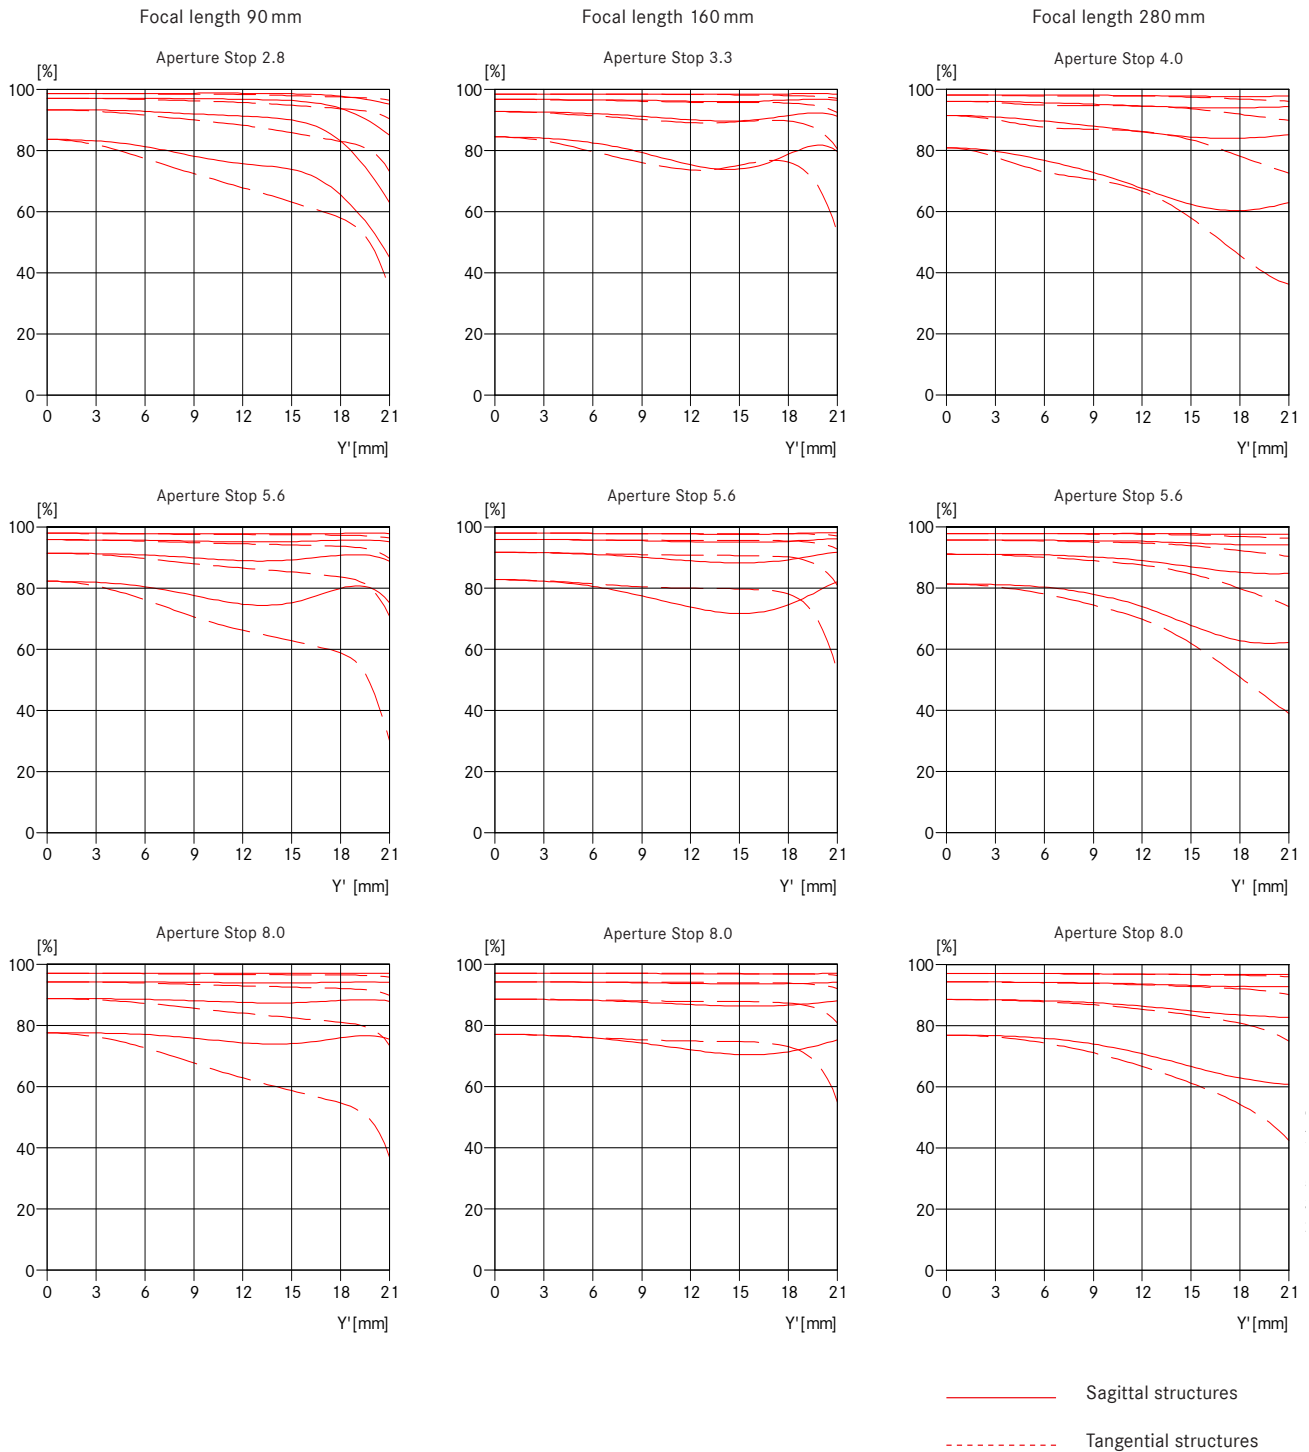 Focal length 90 mm Focal length 160 mm Focal length 280 mm
Aperture Stop 2.8 Aperture Stop 3.3 Aperture Stop 4.0
[%] [%] [%]
100 100 100
80 80 80
60 60 60
40 40 40
20 20 20
0 0 0
0 3 6 9 12 15 18 21 0 3 6 9 12 15 18 21 0 3 6 9 12 15 18 21
Y'[mm] Y'[mm] Y'[mm]
Aperture Stop 5.6 Aperture Stop 5.6 Aperture Stop 5.6
[%] [%] [%]
100 100 100
80 80 80
60 60 60
40 40 40
20 20 20
0 0 0
0 3 6 9 12 15 18 21 0 3 6 9 12 15 18 21 0 3 6 9 12 15 18 21
Y' [mm] Y' [mm] Y' [mm]
Aperture Stop 8.0 Aperture Stop 8.0 Aperture Stop 8.0
[%] [%] [%]
100 100 100
80 80 80
60 60 60
40 40 40
20 20 20
0 0 0
0 3 6 9 12 15 18 21 0 3 6 9 12 15 18 21 0 3 6 9 12 15 18 21
Y'[mm] Y'[mm] Y'[mm]
Sagittal structures
Tangential structures